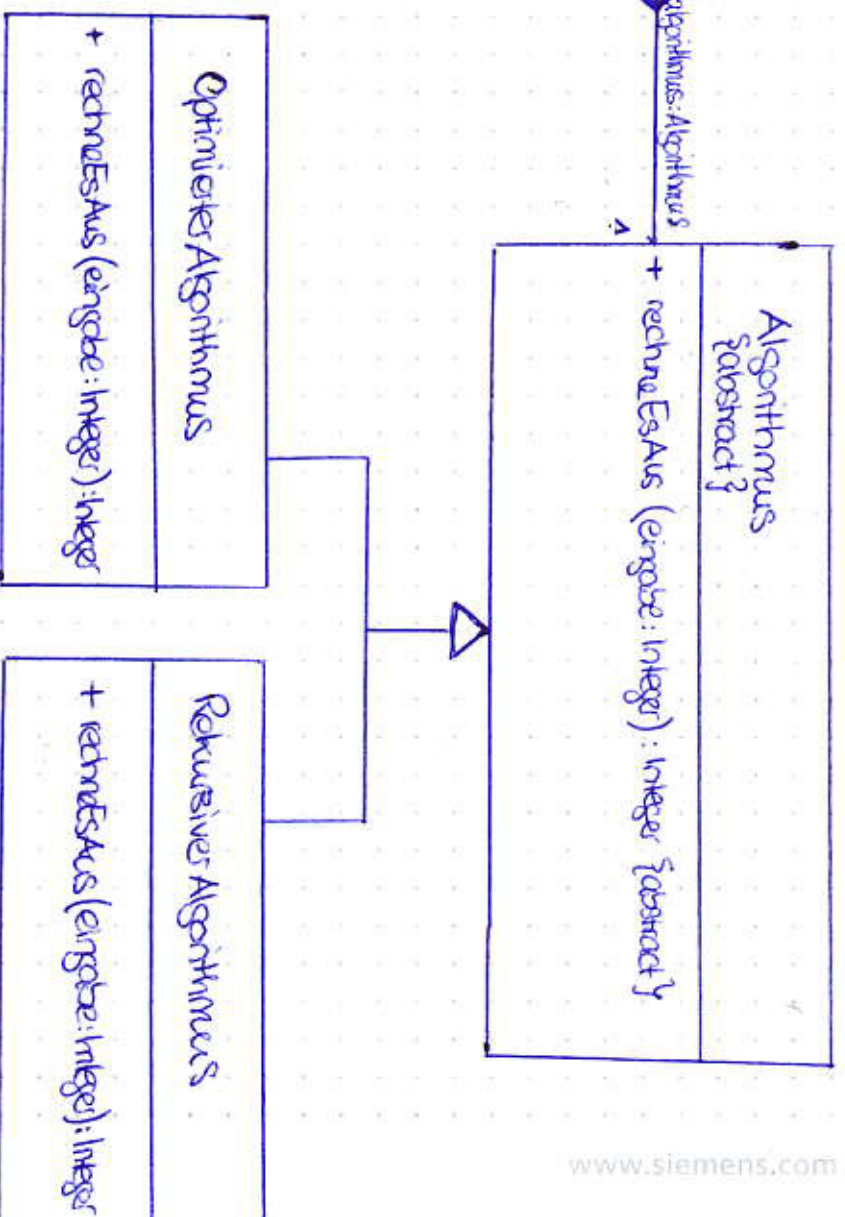 algorithmus:Algorithmus
1
Algorithmus
{abstract}
+ rechneEsAus (eingabe: Integer): Integer {abstract}
OptimierterAlgorithmus
+ rechneEsAus (eingabe: Integer): Integer
RekursiverAlgorithmus
+ rechneEsAus (eingabe: Integer): Integer
www.siemens.com